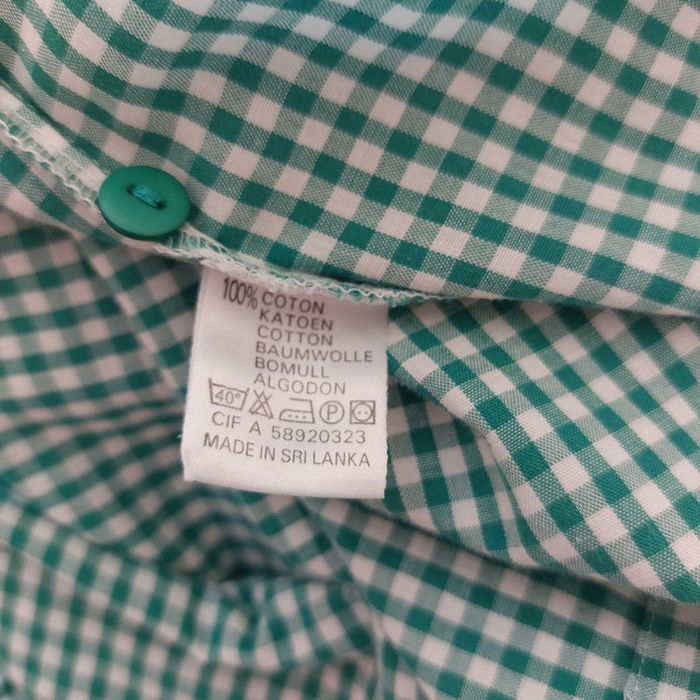 100% COTON
KATOEN
COTTON
BAUMWOLLE
BOMULL
ALGODON
40° P
CIF A 58920323
MADE IN SRI LANKA